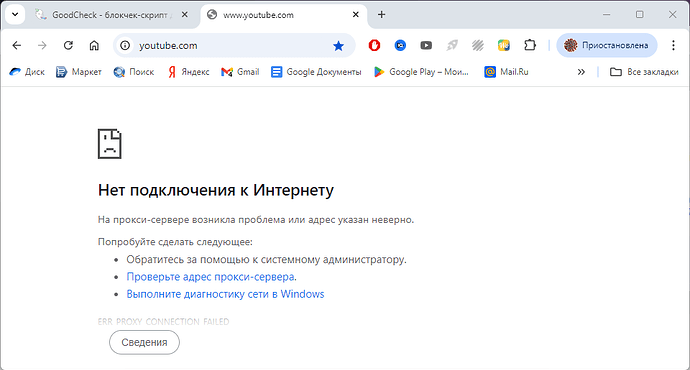 GoodCheck - блокчек-скрипт
www.youtube.com
youtube.com
Приостановлена
Диск
Маркет
Поиск
Яндекс
Gmail
Google Документы
Google Play – Мои...
Mail.Ru
Все закладки
Нет подключения к Интернету
На прокси-сервере возникла проблема или адрес указан неверно.
Попробуйте сделать следующее:
Обратитесь за помощью к системному администратору.
Проверьте адрес прокси-сервера.
Выполните диагностику сети в Windows
ERR_PROXY_CONNECTION_FAILED
Сведения